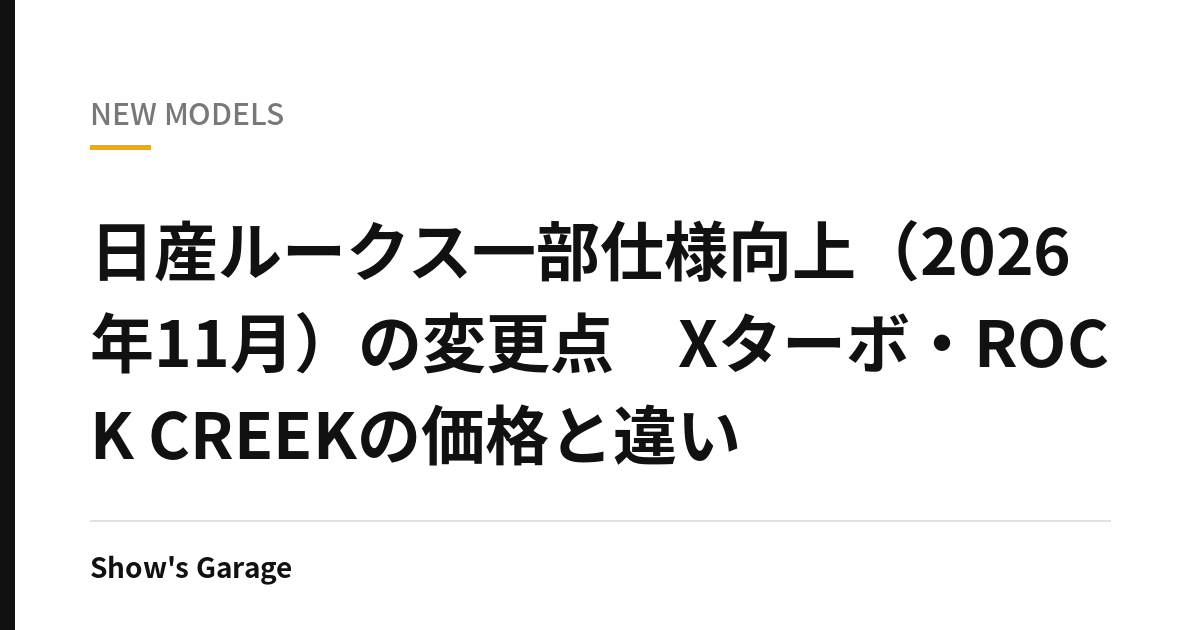 NEW MODELS
日産ルークス一部仕様向上（2026
年11月）の変更点　Xターボ・ROC
K CREEKの価格と違い
Show's Garage